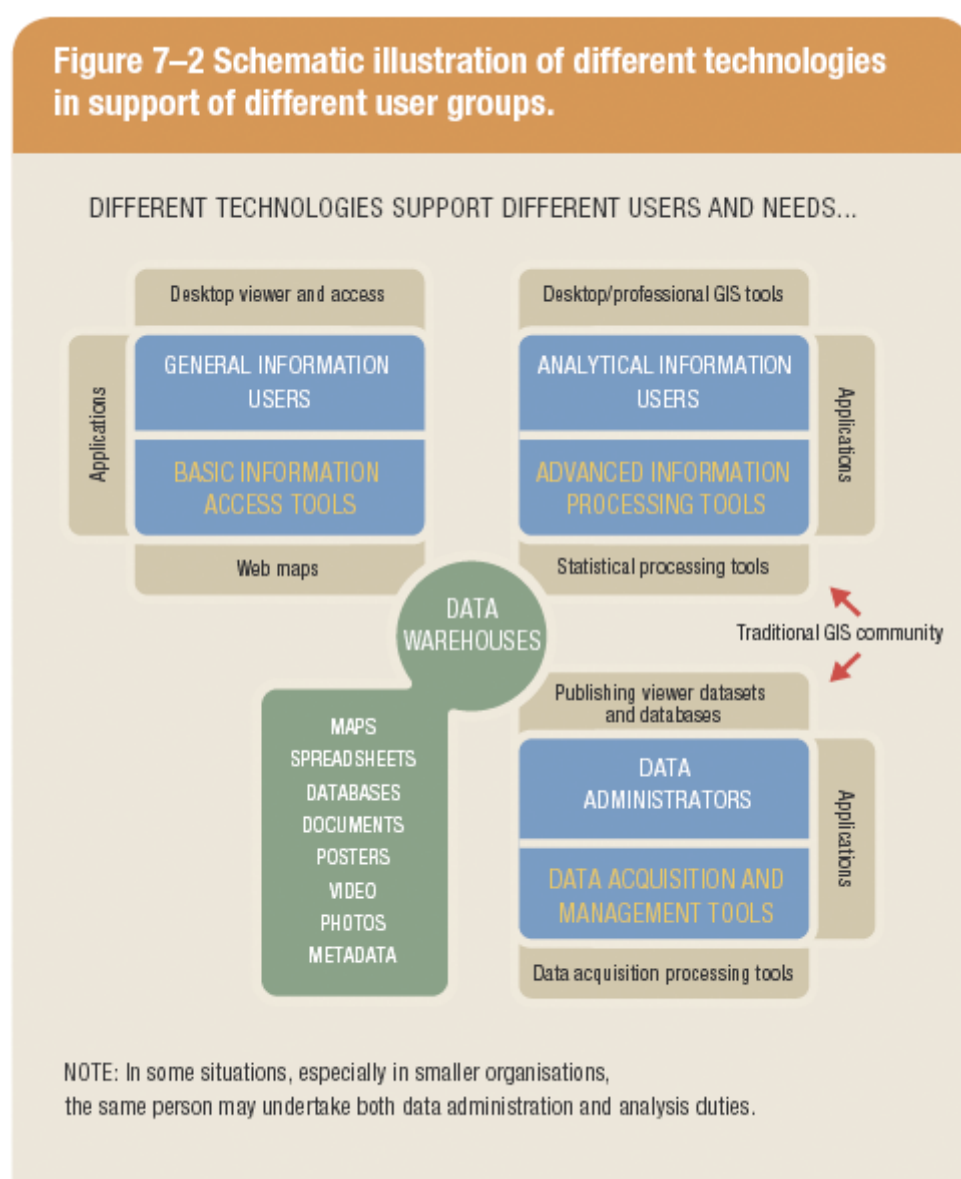 Figure 7–2 Schematic illustration of different technologies
in support of different user groups.
DIFFERENT TECHNOLOGIES SUPPORT DIFFERENT USERS AND NEEDS...
Desktop viewer and access
Applications
GENERAL INFORMATION
USERS
BASIC INFORMATION
ACCESS TOOLS
Web maps
Desktop/professional GIS tools
ANALYTICAL INFORMATION
USERS
ADVANCED INFORMATION
PROCESSING TOOLS
Applications
Statistical processing tools
Traditional GIS community
DATA
WAREHOUSES
MAPS
SPREADSHEETS
DATABASES
DOCUMENTS
POSTERS
VIDEO
PHOTOS
METADATA
Publishing viewer datasets
and databases
DATA
ADMINISTRATORS
DATA ACQUISITION AND
MANAGEMENT TOOLS
Applications
Data acquisition processing tools
NOTE: In some situations, especially in smaller organisations,
the same person may undertake both data administration and analysis duties.